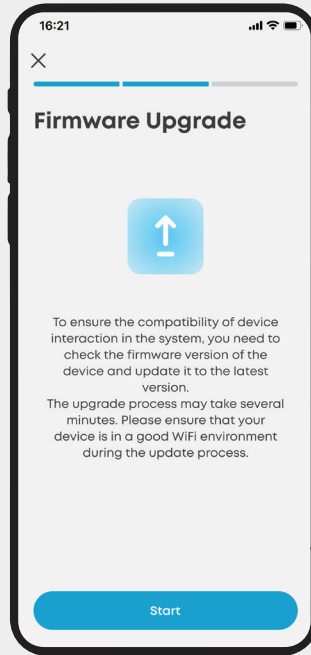 16:21
Firmware Upgrade
To ensure the compatibility of device
interaction in the system, you need to
check the firmware version of the
device and update it to the latest
version.
The upgrade process may take several
minutes. Please ensure that your
device is in a good WiFi environment
during the update process.
Start